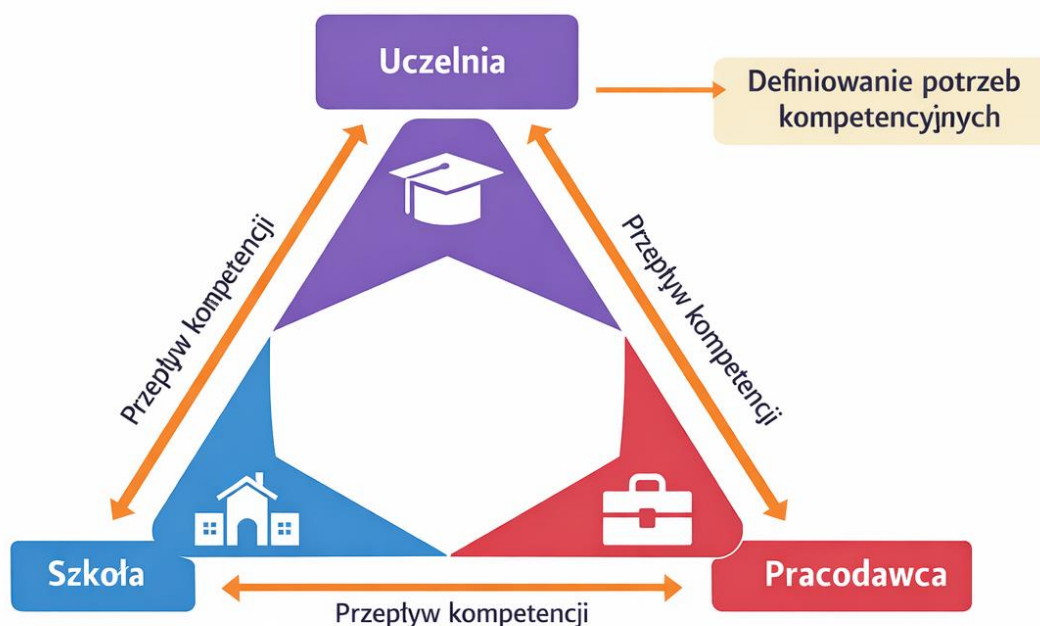 Uczelnia
Definiowanie potrzeb
kompetencyjnych
Przepływ kompetencji
Przepływ kompetencji
Szkoła
Pracodawca
Przepływ kompetencji